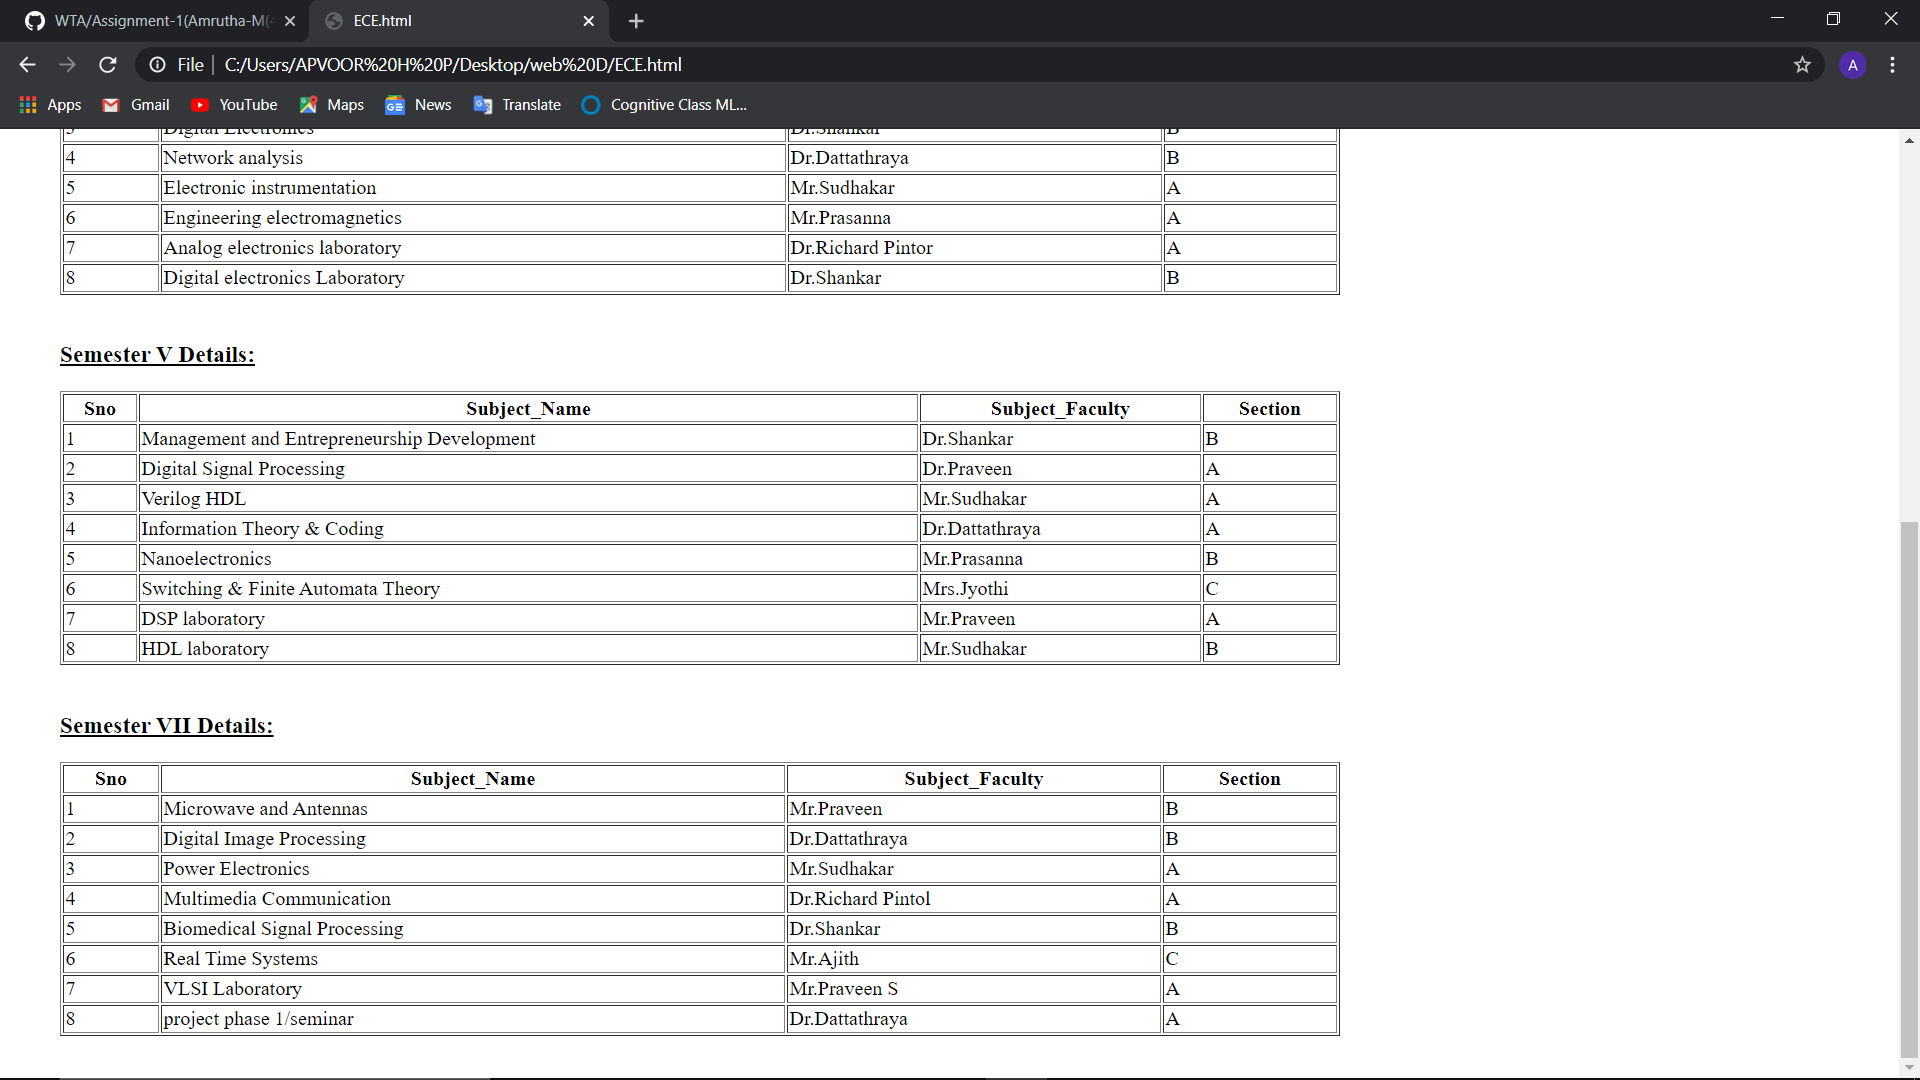 WTA/Assignment-1(Amrutha-M(
ECE.html
File C:/Users/APVOOR%20H%20P/Desktop/web%20D/ECE.html
A
Apps Gmail YouTube Maps News Translate Cognitive Class ML...
3 Digital Electronics Dr.Shankar B
4 Network analysis Dr.Dattathraya B
5 Electronic instrumentation Mr.Sudhakar A
6 Engineering electromagnetics Mr.Prasanna A
7 Analog electronics laboratory Dr.Richard Pintor A
8 Digital electronics Laboratory Dr.Shankar B
Semester V Details:
Sno Subject_Name Subject_Faculty Section
1 Management and Entrepreneurship Development Dr.Shankar B
2 Digital Signal Processing Dr.Praveen A
3 Verilog HDL Mr.Sudhakar A
4 Information Theory & Coding Dr.Dattathraya A
5 Nanoelectronics Mr.Prasanna B
6 Switching & Finite Automata Theory Mrs.Jyothi C
7 DSP laboratory Mr.Praveen A
8 HDL laboratory Mr.Sudhakar B
Semester VII Details:
Sno Subject_Name Subject_Faculty Section
1 Microwave and Antennas Mr.Praveen B
2 Digital Image Processing Dr.Dattathraya B
3 Power Electronics Mr.Sudhakar A
4 Multimedia Communication Dr.Richard Pintol A
5 Biomedical Signal Processing Dr.Shankar B
6 Real Time Systems Mr.Ajith C
7 VLSI Laboratory Mr.Praveen S A
8 project phase 1/seminar Dr.Dattathraya A